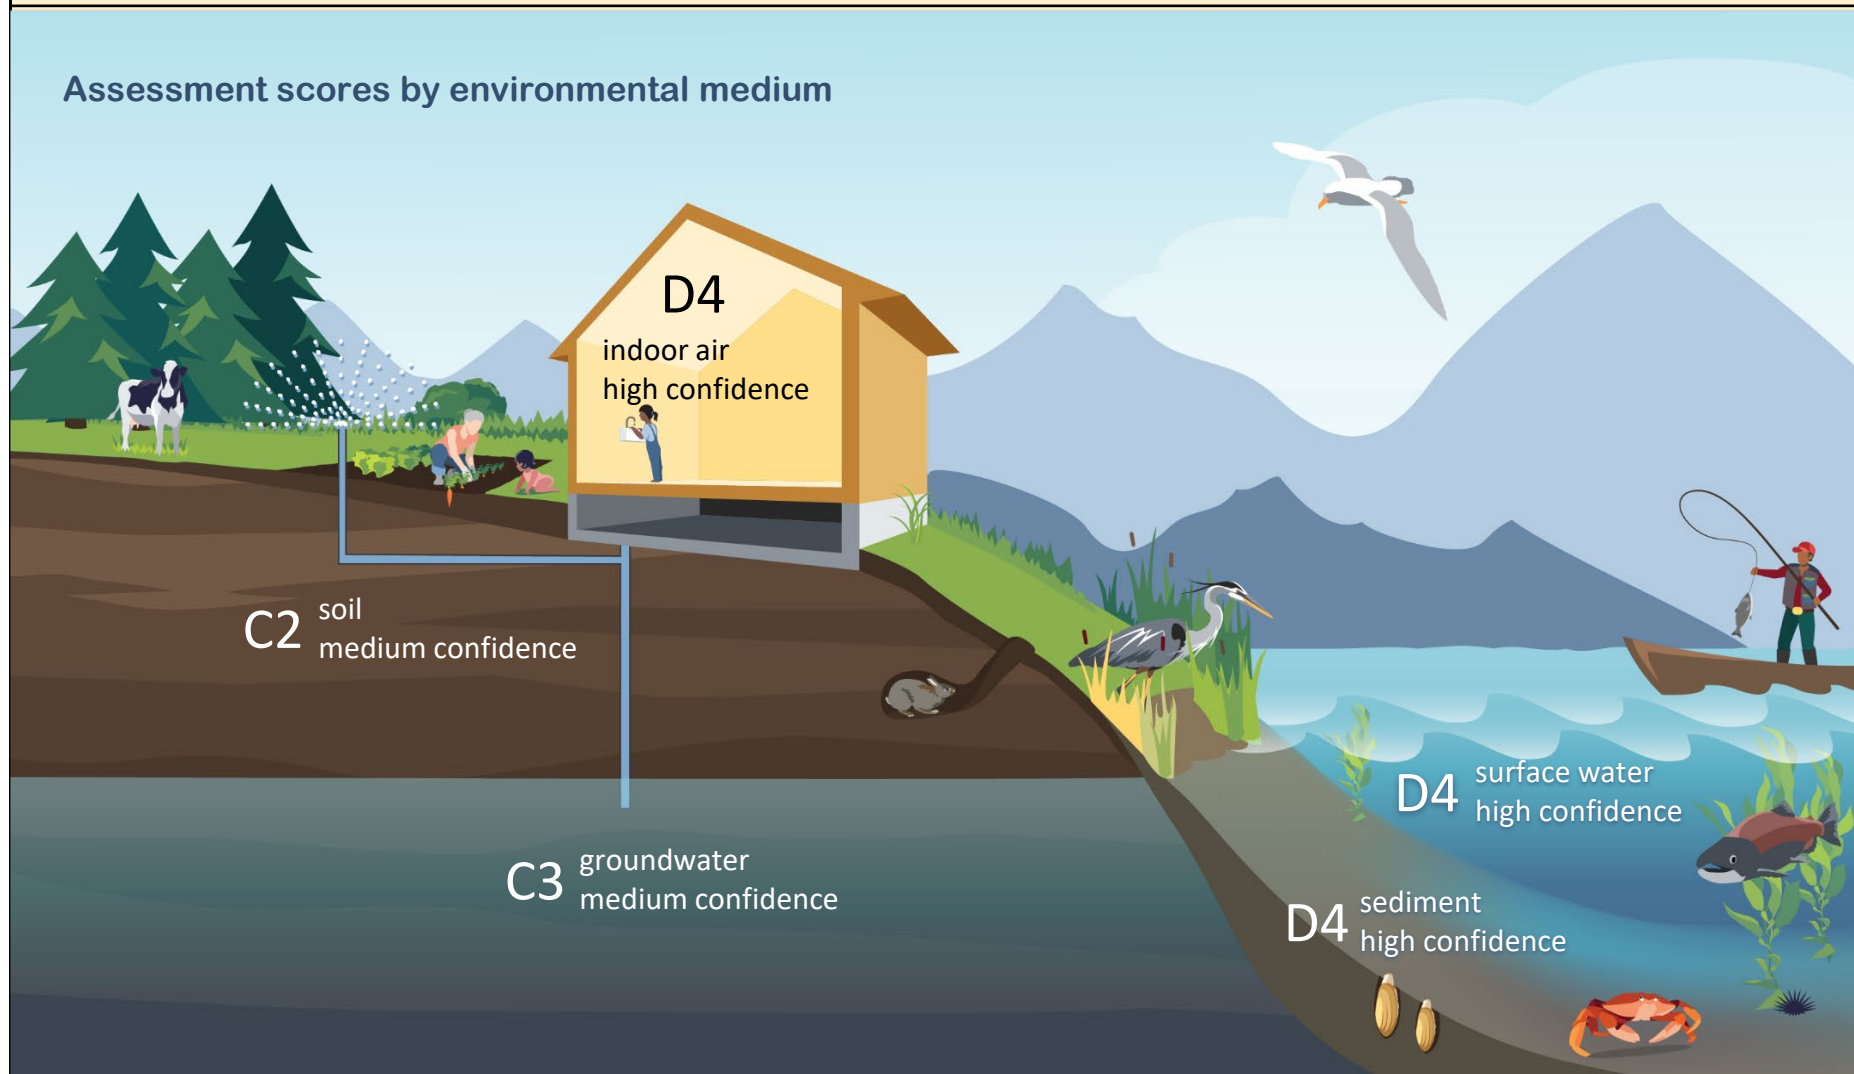 Assessment scores by environmental medium
D4
indoor air
high confidence
C2
soil
medium confidence
C3
groundwater
medium confidence
D4
surface water
high confidence
D4
sediment
high confidence